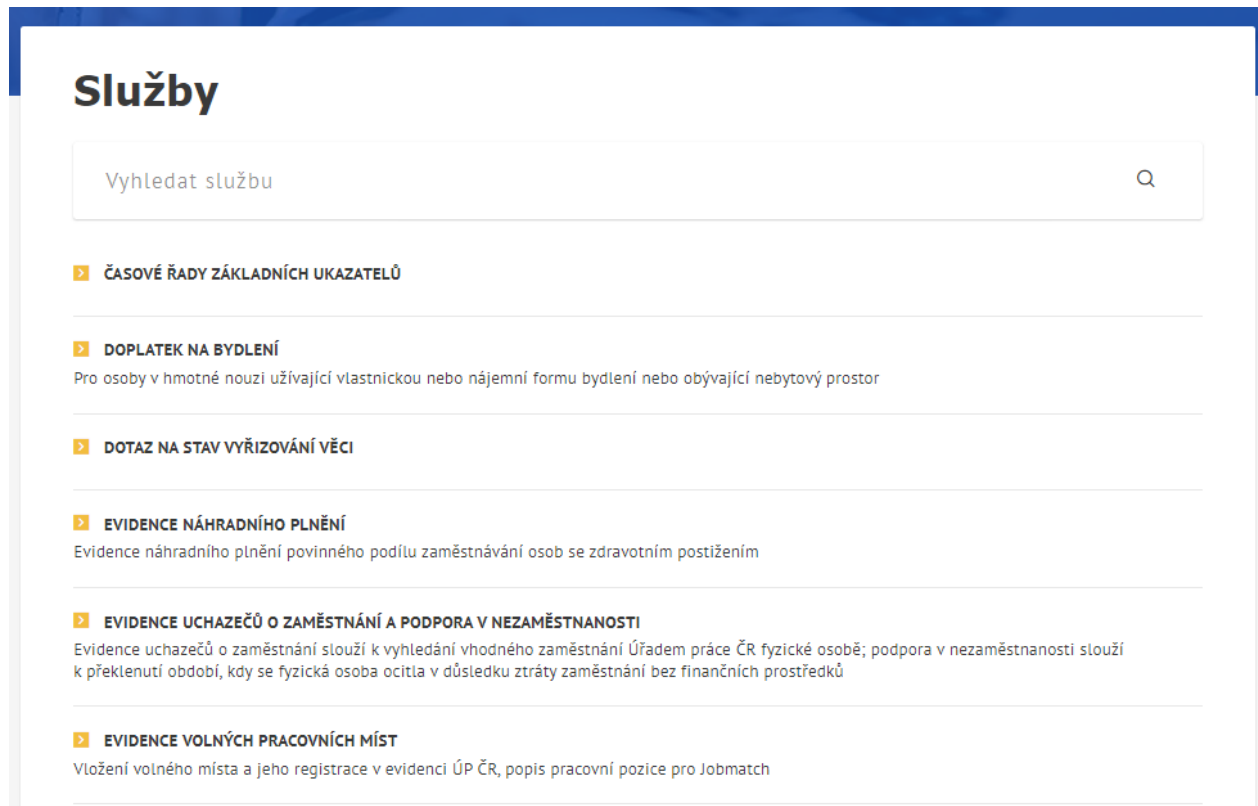 Služby
Vyhledat službu
ČASOVÉ ŘADY ZÁKLADNÍCH UKAZATELŮ
DOPLATEK NA BYDLENÍ
Pro osoby v hmotné nouzi užívající vlastnickou nebo nájemní formu bydlení nebo obývající nebytový prostor
DOTAZ NA STAV VYŘIZOVÁNÍ VĚCI
EVIDENCE NÁHRADNÍHO PLNĚNÍ
Evidence náhradního plnění povinného podílu zaměstnávání osob se zdravotním postižením
EVIDENCE UCHAZEČŮ O ZAMĚSTNÁNÍ A PODPORA V NEZAMĚSTNANOSTI
Evidence uchazečů o zaměstnání slouží k vyhledání vhodného zaměstnání Úřadem práce ČR fyzické osobě; podpora v nezaměstnanosti slouží
k překlenutí období, kdy se fyzická osoba ocitla v důsledku ztráty zaměstnání bez finančních prostředků
EVIDENCE VOLNÝCH PRACOVNÍCH MÍST
Vložení volného místa a jeho registrace v evidenci ÚP ČR, popis pracovní pozice pro Jobmatch